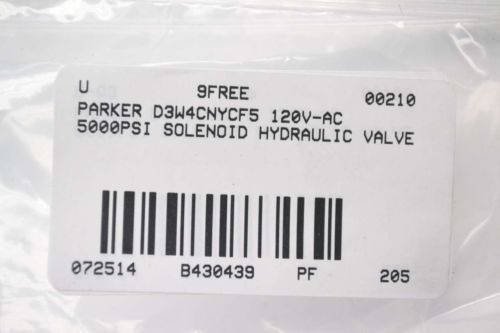 U 9FREE 00210
PARKER D3W4CNYCF5 120V-AC
5000PSI SOLENOID HYDRAULIC VALVE
072514 B430439 PF 205